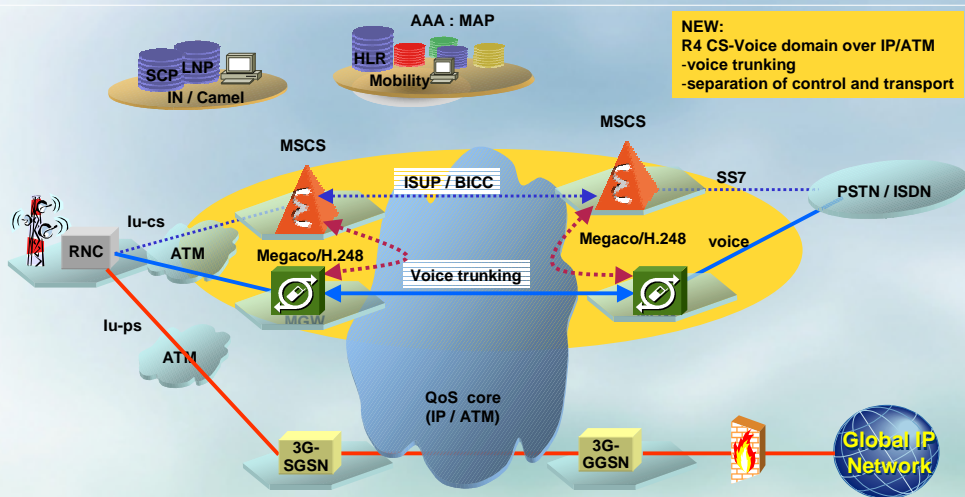 AAA : MAP
NEW:
R4 CS-Voice domain over IP/ATM
-voice trunking
-separation of control and transport
SCP
LNP
IN / Camel
HLR
Mobility
MSCS
MSCS
ISUP / BICC
SS7
PSTN / ISDN
Iu-cs
RNC
ATM
Megaco/H.248
Megaco/H.248
voice
Voice trunking
MGW
Iu-ps
ATM
QoS core
(IP / ATM)
3G-
SGSN
3G-
GGSN
Global IP
Network